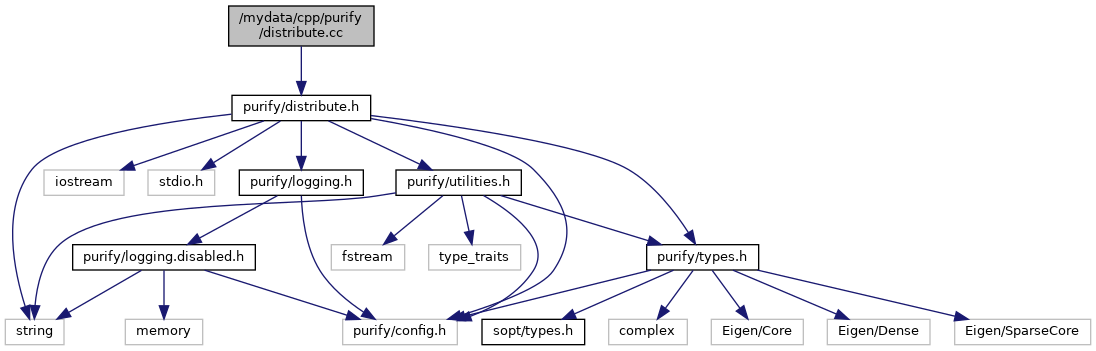 /mydata/cpp/purify
/distribute.cc
purify/distribute.h
iostream
stdio.h
purify/logging.h
purify/utilities.h
purify/logging.disabled.h
fstream
type_traits
purify/types.h
string
memory
purify/config.h
sopt/types.h
complex
Eigen/Core
Eigen/Dense
Eigen/SparseCore